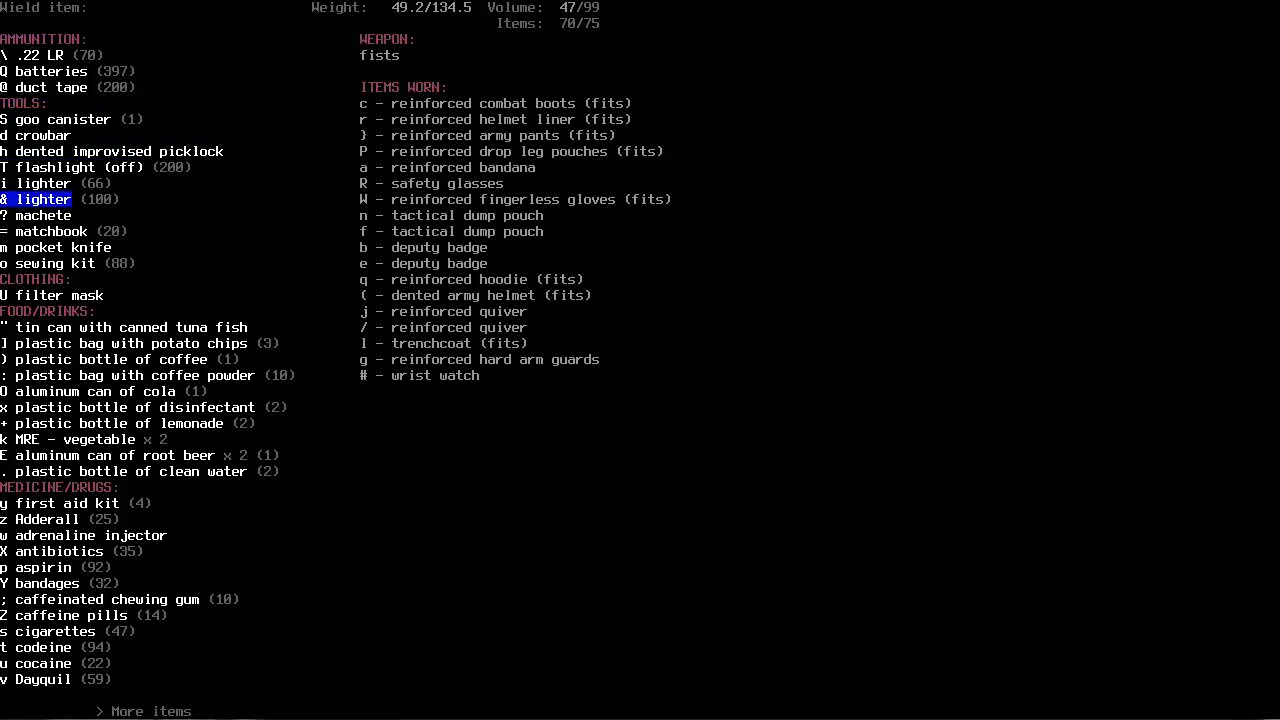 Wield item: Weight: 49.2/134.5 Volume: 47/99
Items: 70/75
AMMUNITION:
\ .22 LR (70)
Q batteries (397)
@ duct tape (200)
TOOLS:
S goo canister (1)
d crowbar
h dented improvised picklock
T flashlight (off) (200)
i lighter (66)
& lighter (100)
? machete
= matchbook (20)
m pocket knife
o sewing kit (88)
CLOTHING:
U filter mask
FOOD/DRINKS:
" tin can with canned tuna fish
] plastic bag with potato chips (3)
) plastic bottle of coffee (1)
: plastic bag with coffee powder (10)
O aluminum can of cola (1)
x plastic bottle of disinfectant (2)
+ plastic bottle of lemonade (2)
k MRE - vegetable x 2
E aluminum can of root beer x 2 (1)
. plastic bottle of clean water (2)
MEDICINE/DRUGS:
y first aid kit (4)
z Adderall (25)
w adrenaline injector
X antibiotics (35)
p aspirin (92)
Y bandages (32)
; caffeinated chewing gum (10)
Z caffeine pills (14)
s cigarettes (47)
t codeine (94)
u cocaine (22)
v Dayquil (59)
> More items
WEAPON:
fists
ITEMS WORN:
c - reinforced combat boots (fits)
r - reinforced helmet liner (fits)
} - reinforced army pants (fits)
P - reinforced drop leg pouches (fits)
a - reinforced bandana
R - safety glasses
W - reinforced fingerless gloves (fits)
n - tactical dump pouch
f - tactical dump pouch
b - deputy badge
e - deputy badge
q - reinforced hoodie (fits)
( - dented army helmet (fits)
j - reinforced quiver
/ - reinforced quiver
l - trenchcoat (fits)
g - reinforced hard arm guards
# - wrist watch